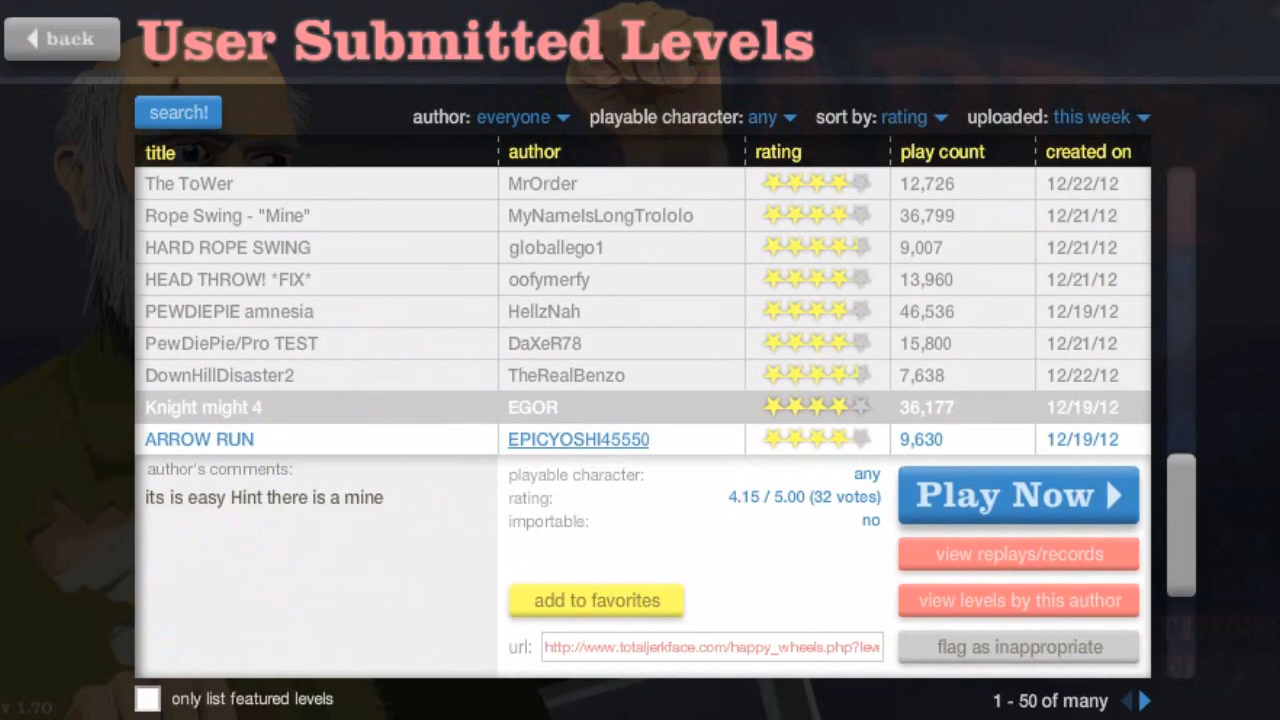 back
User Submitted Levels
search!
author: everyone playable character: any sort by: rating uploaded: this week
title author rating play count created on
The ToWer MrOrder 12,726 12/22/12
Rope Swing - "Mine" MyNameIsLongTrololo 36,799 12/21/12
HARD ROPE SWING globallego1 9,007 12/21/12
HEAD THROW! *FIX* oofymerfy 13,960 12/21/12
PEWDIEPIE amnesia HellzNah 46,536 12/19/12
PewDiePie/Pro TEST DaXeR78 15,800 12/21/12
DownHillDisaster2 TheRealBenzo 7,638 12/22/12
Knight might 4 EGOR 36,177 12/19/12
ARROW RUN EPICYOSHI45550 9,630 12/19/12
author's comments:
its is easy Hint there is a mine
playable character: any
rating: 4.15 / 5.00 (32 votes)
importable: no
add to favorites
url: http://www.totaljerkface.com/happy_wheels.php?lev
Play Now
view replays/records
view levels by this author
flag as inappropriate
only list featured levels
1 - 50 of many
v 1.70